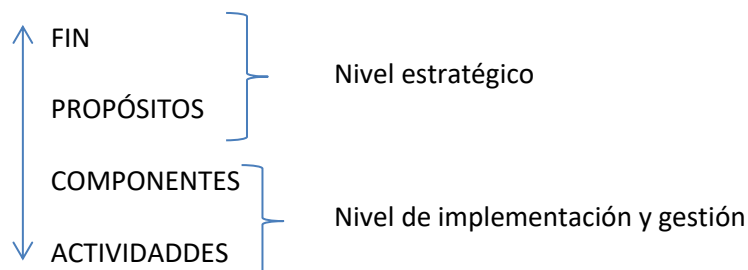 FIN
Nivel estratégico
PROPÓSITOS
COMPONENTES
Nivel de implementación y gestión
ACTIVIDADDES